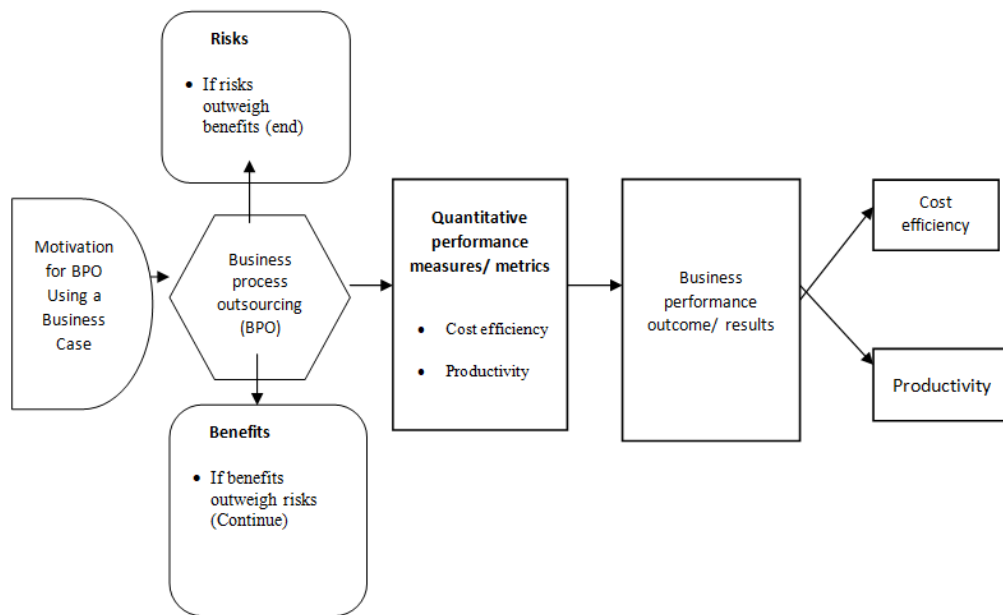 Risks
• If risks
outweigh
benefits (end)
Motivation
for BPO
Using a
Business
Case
Business
process
outsourcing
(BPO)
Benefits
• If benefits
outweigh risks
(Continue)
Quantitative
performance
measures/ metrics
• Cost efficiency
• Productivity
Business
performance
outcome/ results
Cost
efficiency
Productivity